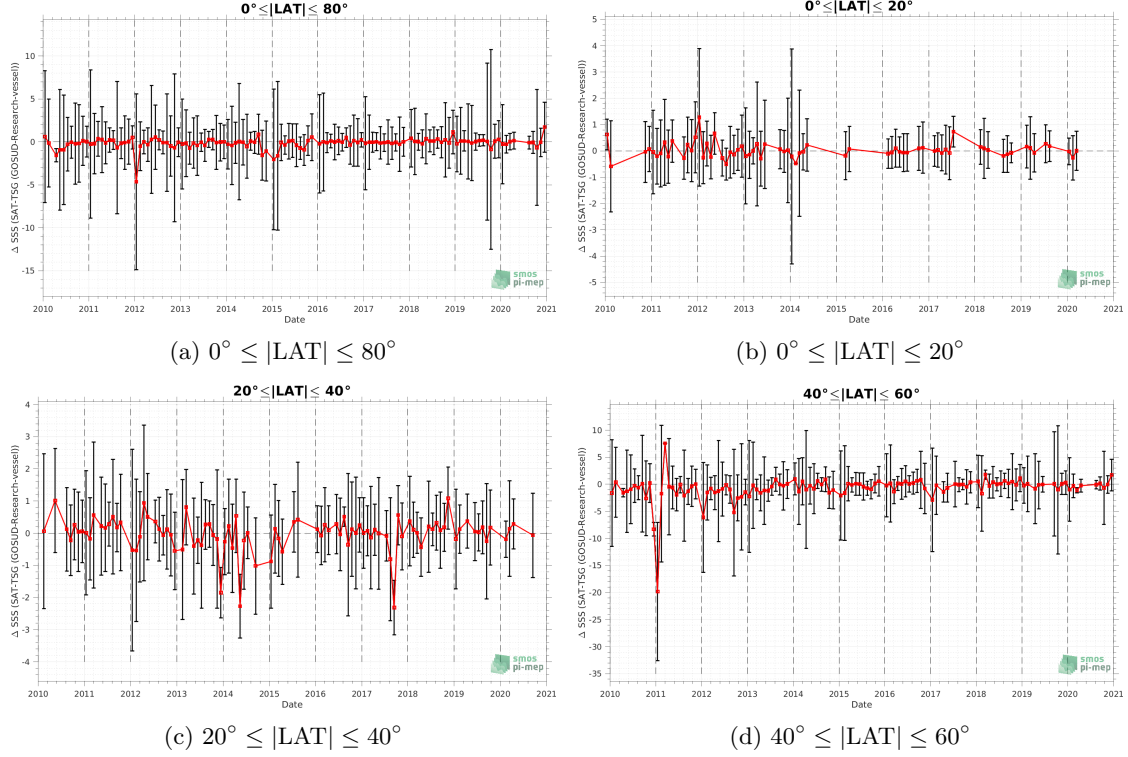 0°≤|LAT|≤ 80°
Δ SSS (SAT-TSG (GOSUD-Research-vessel))
10
5
0
-5
-10
-15
2010 2011 2012 2013 2014 2015 2016 2017 2018 2019 2020 2021
Date
smos
pi-mep
(a) 0° ≤ |LAT| ≤ 80°
0°≤|LAT|≤ 20°
Δ SSS (SAT-TSG (GOSUD-Research-vessel))
5
4
3
2
1
0
-1
-2
-3
-4
-5
2010 2011 2012 2013 2014 2015 2016 2017 2018 2019 2020 2021
Date
smos
pi-mep
(b) 0° ≤ |LAT| ≤ 20°
20°≤|LAT|≤ 40°
Δ SSS (SAT-TSG (GOSUD-Research-vessel))
4
3
2
1
0
-1
-2
-3
-4
2010 2011 2012 2013 2014 2015 2016 2017 2018 2019 2020 2021
Date
smos
pi-mep
(c) 20° ≤ |LAT| ≤ 40°
40°≤|LAT|≤ 60°
Δ SSS (SAT-TSG (GOSUD-Research-vessel))
10
5
0
-5
-10
-15
-20
-25
-30
-35
2010 2011 2012 2013 2014 2015 2016 2017 2018 2019 2020 2021
Date
smos
pi-mep
(d) 40° ≤ |LAT| ≤ 60°